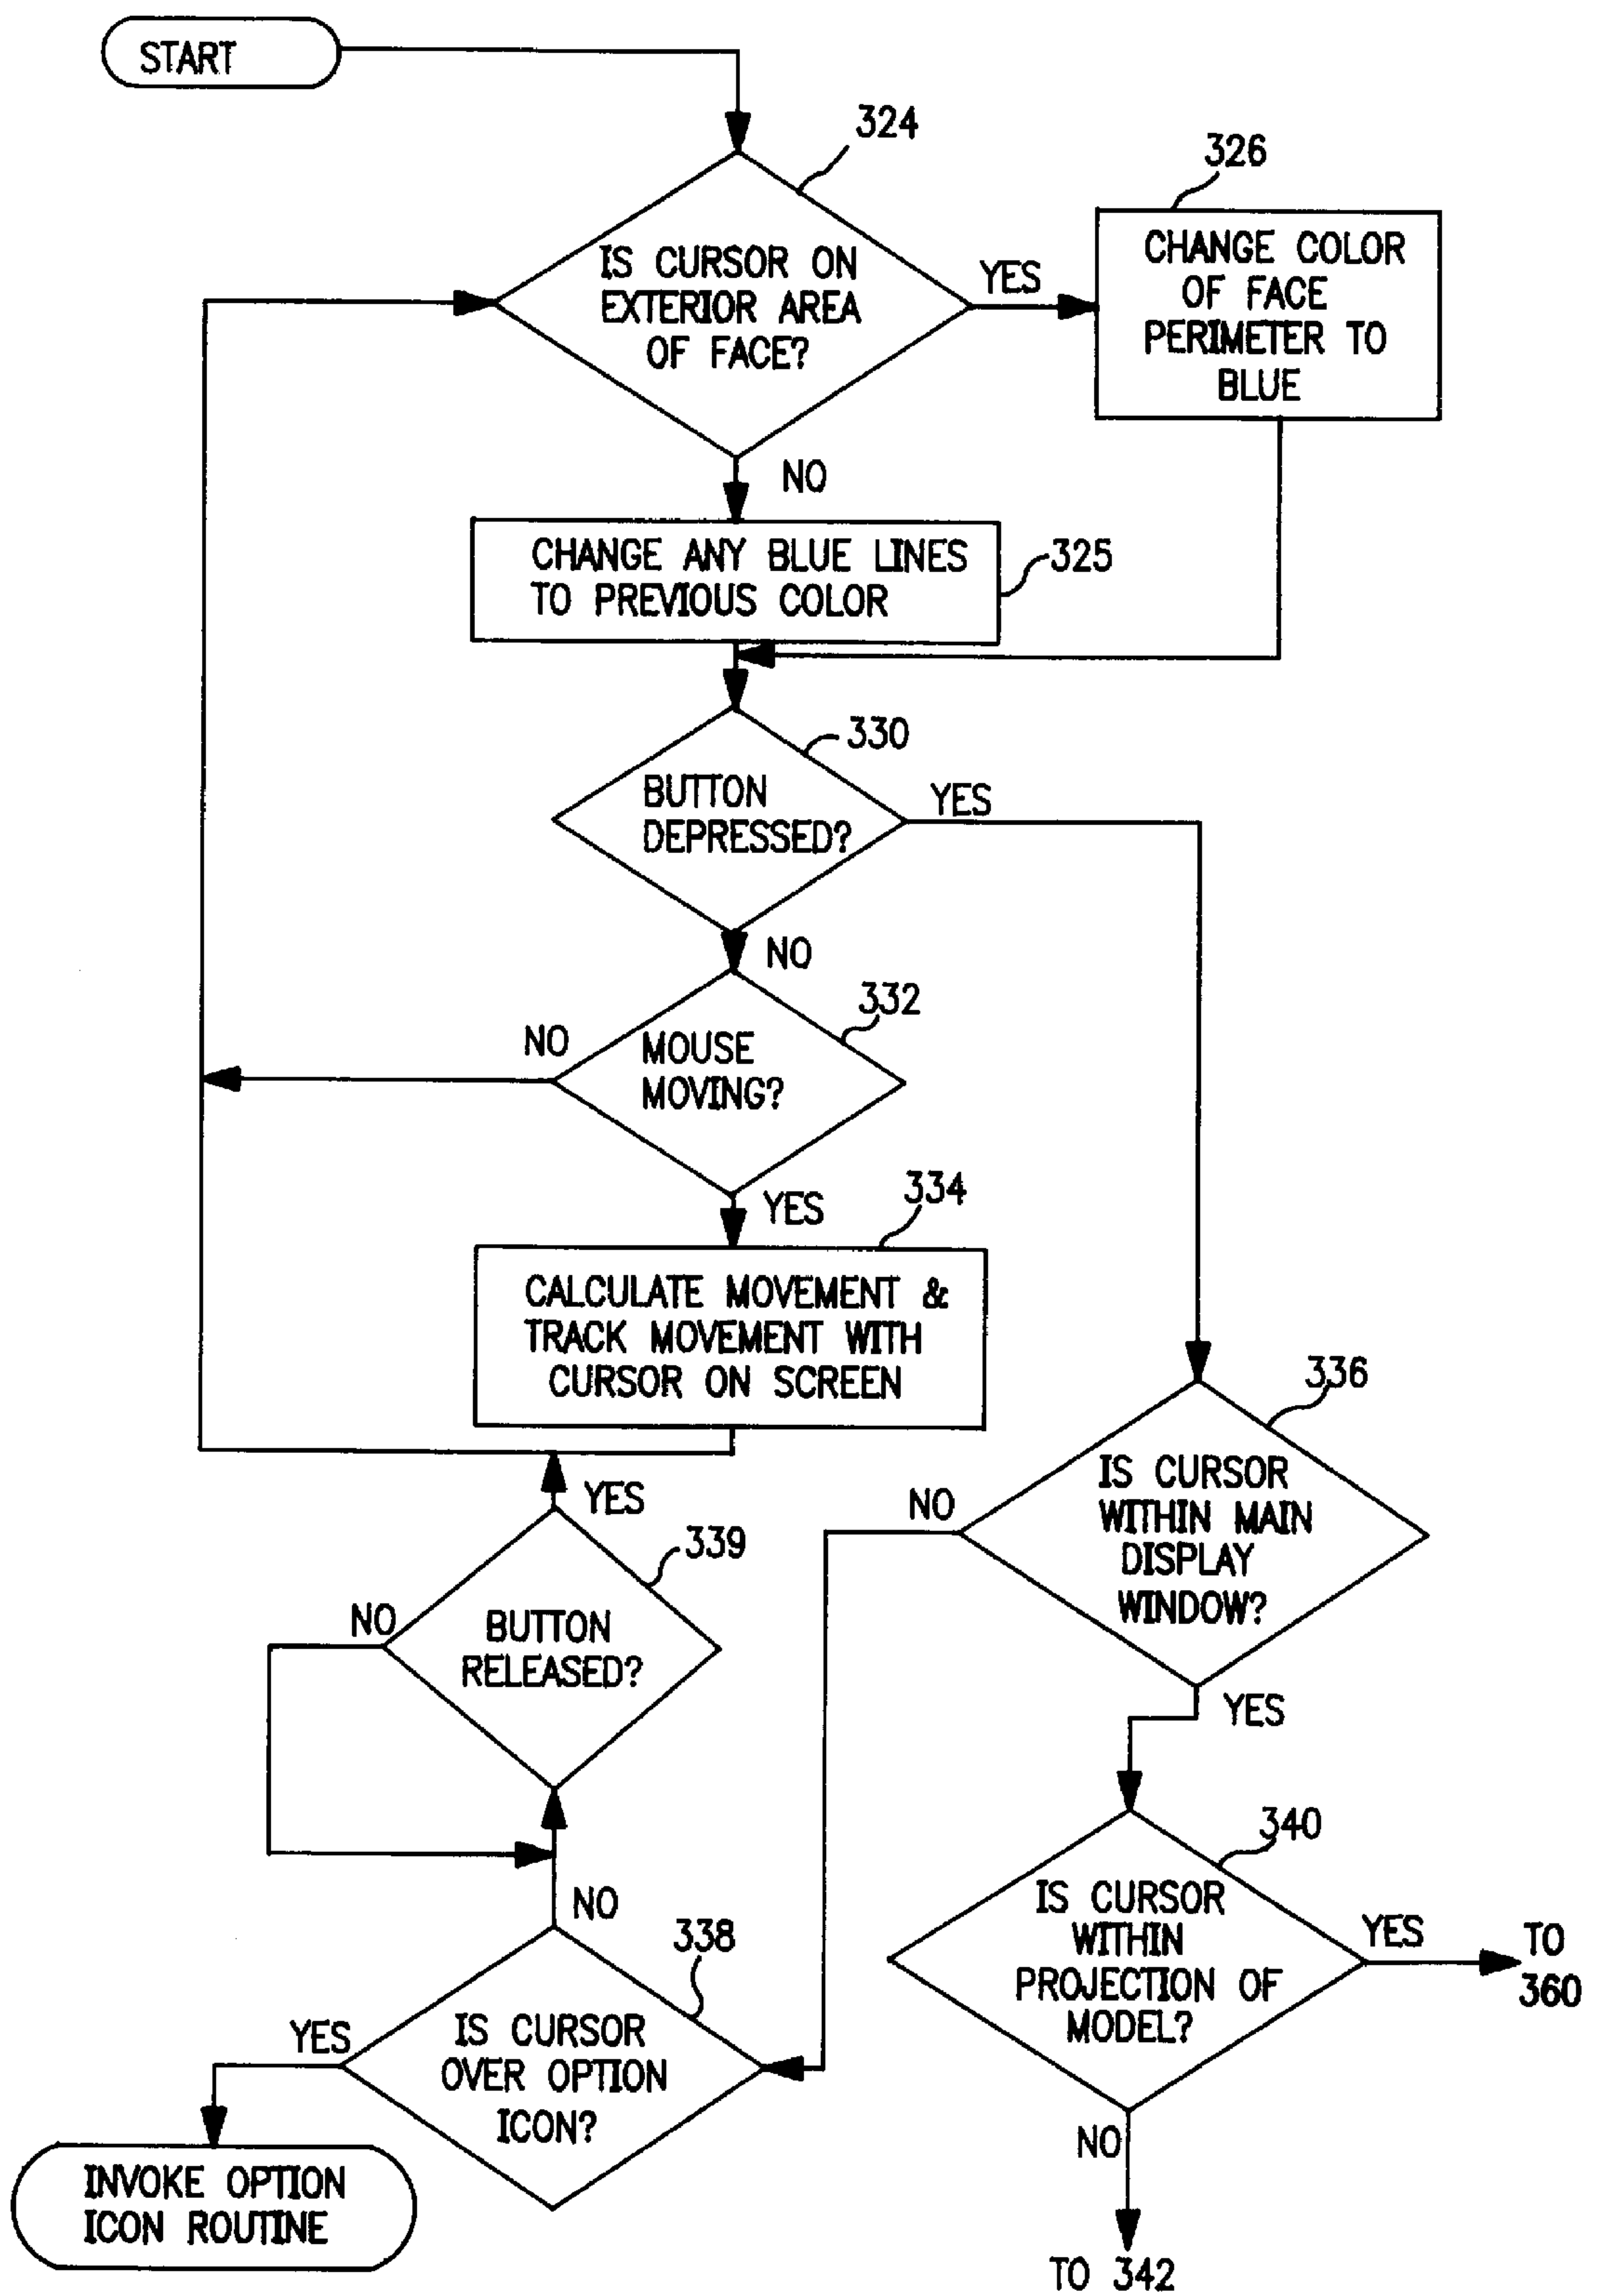 START
324
326
IS CURSOR ON
EXTERIOR AREA
OF FACE?
YES
CHANGE COLOR
OF FACE
PERIMETER TO
BLUE
NO
CHANGE ANY BLUE LINES
TO PREVIOUS COLOR
325
330
BUTTON
DEPRESSED?
YES
NO
332
NO
MOUSE
MOVING?
YES
334
CALCULATE MOVEMENT &
TRACK MOVEMENT WITH
CURSOR ON SCREEN
336
IS CURSOR
WITHIN MAIN
DISPLAY
WINDOW?
NO
YES
YES
339
NO
BUTTON
RELEASED?
340
IS CURSOR
WITHIN
PROJECTION OF
MODEL?
YES
TO
360
NO
338
YES
IS CURSOR
OVER OPTION
ICON?
NO
INVOKE OPTION
ICON ROUTINE
TO 342